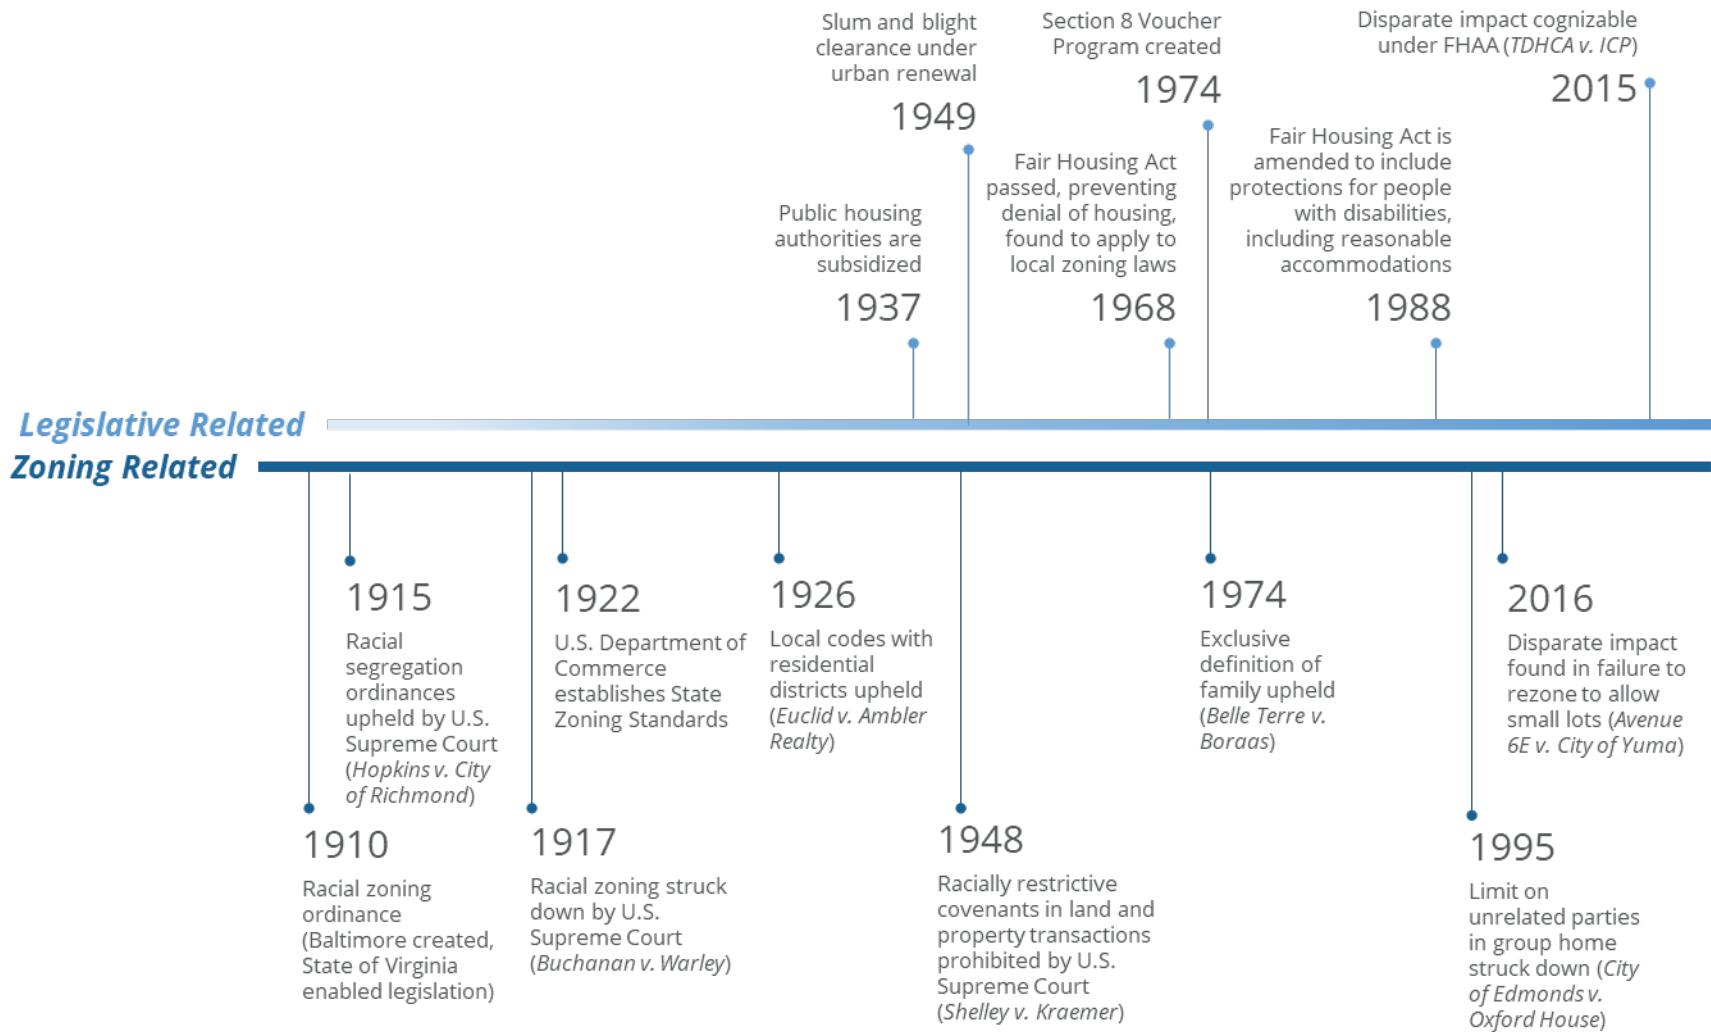 Slum and blight
clearance under
urban renewal
1949
Section 8 Voucher
Program created
1974
Disparate impact cognizable
under FHAA (TDHCA v. ICP)
2015
Public housing
authorities are
subsidized
1937
Fair Housing Act
passed, preventing
denial of housing,
found to apply to
local zoning laws
1968
Fair Housing Act is
amended to include
protections for people
with disabilities,
including reasonable
accommodations
1988
Legislative Related
Zoning Related
1915
Racial
segregation
ordinances
upheld by U.S.
Supreme Court
(Hopkins v. City
of Richmond)
1922
U.S. Department of
Commerce
establishes State
Zoning Standards
1926
Local codes with
residential
districts upheld
(Euclid v. Ambler
Realty)
1974
Exclusive
definition of
family upheld
(Belle Terre v.
Boraas)
2016
Disparate impact
found in failure to
rezone to allow
small lots (Avenue
6E v. City of Yuma)
1910
Racial zoning
ordinance
(Baltimore created,
State of Virginia
enabled legislation)
1917
Racial zoning struck
down by U.S.
Supreme Court
(Buchanan v. Warley)
1948
Racially restrictive
covenants in land and
property transactions
prohibited by U.S.
Supreme Court
(Shelley v. Kraemer)
1995
Limit on
unrelated parties
in group home
struck down (City
of Edmonds v.
Oxford House)